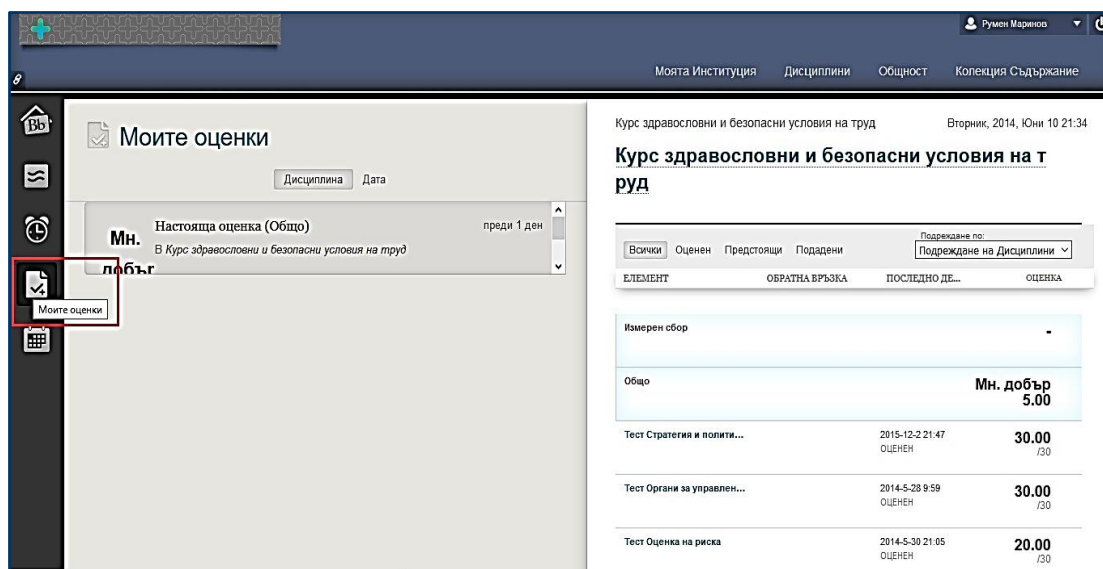 Румен Маринов
Моята Институция Дисциплини Общност Колекция Съдържание
Bb
Моите оценки
Дисциплина Дата
Мн. добър
Настояща оценка (Общо) преди 1 ден
В Курс здравословни и безопасни условия на труд
Моите оценки
Курс здравословни и безопасни условия на труд Вторник, 2014, Юни 10 21:34
Курс здравословни и безопасни условия на т
руд
Подреждане по:
Всички Оценен Предстоящи Подадени Подреждане на Дисциплини
ЕЛЕМЕНТ ОБРАТНА ВРЪЗКА ПОСЛЕДНО ДЕ... ОЦЕНКА
Измерен сбор -
Общо Мн. добър
5.00
Тест Стратегия и полити... 2015-12-2 21:47 30.00
ОЦЕНЕН /30
Тест Органи за управлен... 2014-5-28 9:59 30.00
ОЦЕНЕН /30
Тест Оценка на риска 2014-5-30 21:05 20.00
ОЦЕНЕН /30